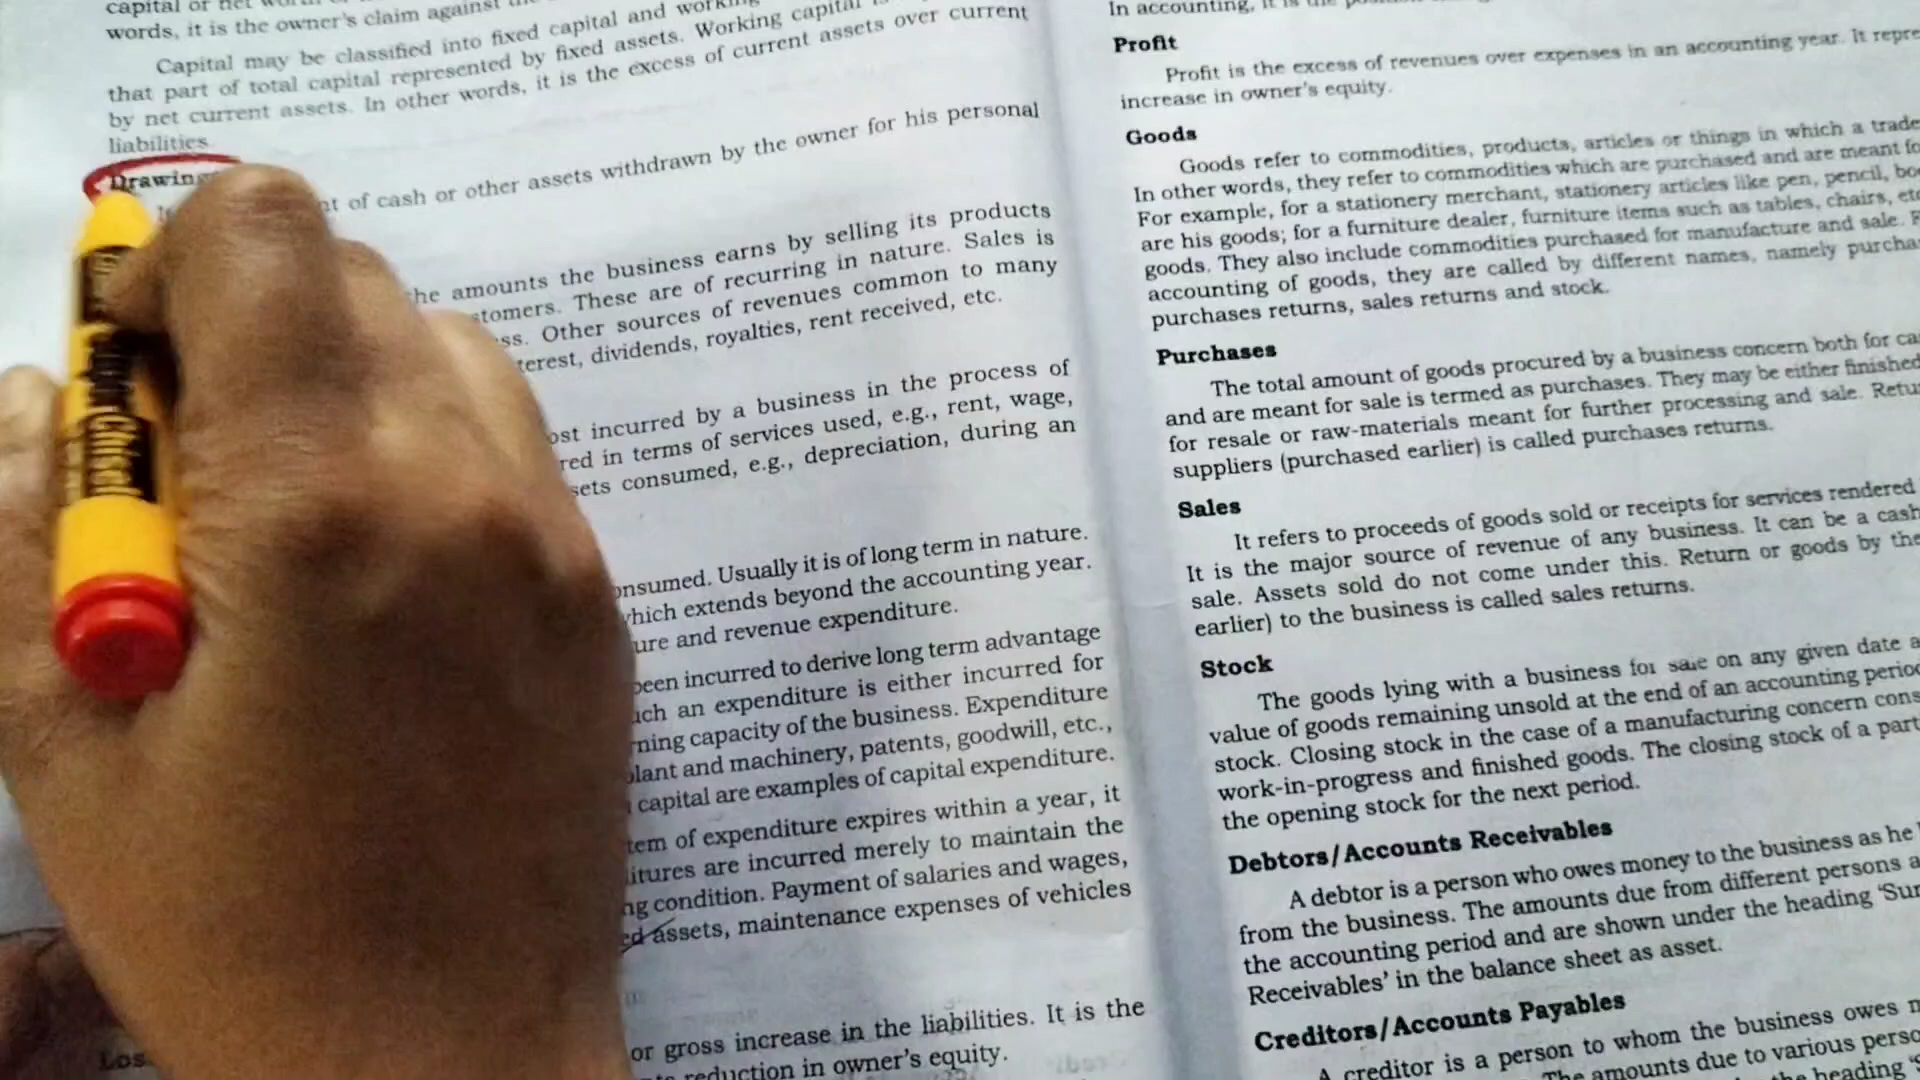 capital or net
words, it is the owner's claim against the
Capital may be classified into fixed capital and working
that part of total capital represented by fixed assets. Working capital
by net current assets. In other words, it is the excess of current assets over current
liabilities.
Drawing
nt of cash or other assets withdrawn by the owner for his personal
he amounts the business earns by selling its products
stomers. These are of recurring in nature. Sales is
ss. Other sources of revenues common to many
terest, dividends, royalties, rent received, etc.
ost incurred by a business in the process of
red in terms of services used, e.g., rent, wage,
sets consumed, e.g., depreciation, during an
onsumed. Usually it is of long term in nature.
which extends beyond the accounting year.
ure and revenue expenditure.
been incurred to derive long term advantage
uch an expenditure is either incurred for
rning capacity of the business. Expenditure
plant and machinery, patents, goodwill, etc.,
capital are examples of capital expenditure.
tem of expenditure expires within a year, it
itures are incurred merely to maintain the
ng condition. Payment of salaries and wages,
ed assets, maintenance expenses of vehicles
Los
or gross increase in the liabilities. It is the
reduction in owner's equity.
In accounting, it is the
Profit
Profit is the excess of revenues over expenses in an accounting year. It repre
increase in owner's equity.
Goods
Goods refer to commodities, products, articles or things in which a trade
In other words, they refer to commodities which are purchased and are meant fo
For example, for a stationery merchant, stationery articles like pen, pencil, bo
are his goods; for a furniture dealer, furniture items such as tables, chairs, etc
goods. They also include commodities purchased for manufacture and sale. F
accounting of goods, they are called by different names, namely purcha
purchases returns, sales returns and stock.
Purchases
The total amount of goods procured by a business concern both for ca
and are meant for sale is termed as purchases. They may be either finished
for resale or raw-materials meant for further processing and sale. Retur
suppliers (purchased earlier) is called purchases returns.
Sales
It refers to proceeds of goods sold or receipts for services rendered
It is the major source of revenue of any business. It can be a cash
sale. Assets sold do not come under this. Return or goods by the
earlier) to the business is called sales returns.
Stock
The goods lying with a business for sale on any given date a
value of goods remaining unsold at the end of an accounting period
stock. Closing stock in the case of a manufacturing concern cons
work-in-progress and finished goods. The closing stock of a part
the opening stock for the next period.
Debtors/Accounts Receivables
A debtor is a person who owes money to the business as he
from the business. The amounts due from different persons a
the accounting period and are shown under the heading 'Sur
Receivables' in the balance sheet as asset.
Creditors/Accounts Payables
A creditor is a person to whom the business owes m
The amounts due to various perso
the heading 'S